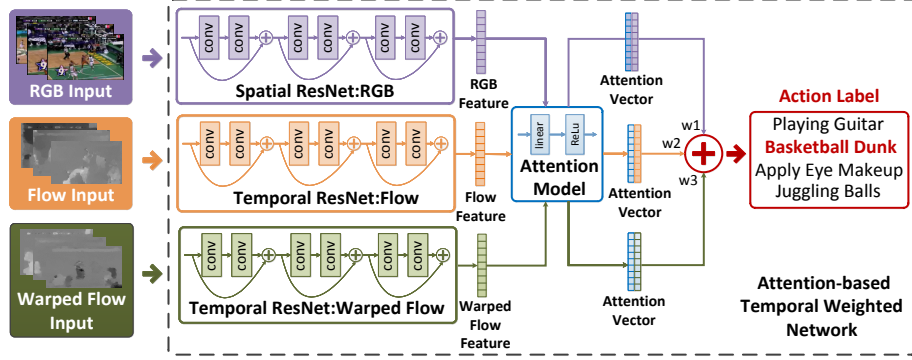 RGB Input
conv
conv
conv
conv
conv
conv
Spatial ResNet:RGB
RGB
Feature
Attention
Vector
Flow Input
conv
conv
conv
conv
conv
conv
Temporal ResNet:Flow
Flow
Feature
linear
ReLu
Attention
Model
Attention
Vector
w1
w2
w3
Action Label
Playing Guitar
Basketball Dunk
Apply Eye Makeup
Juggling Balls
Warped Flow
Input
conv
conv
conv
conv
conv
conv
Temporal ResNet:Warped Flow
Warped
Flow
Feature
Attention
Vector
Attention-based
Temporal Weighted
Network